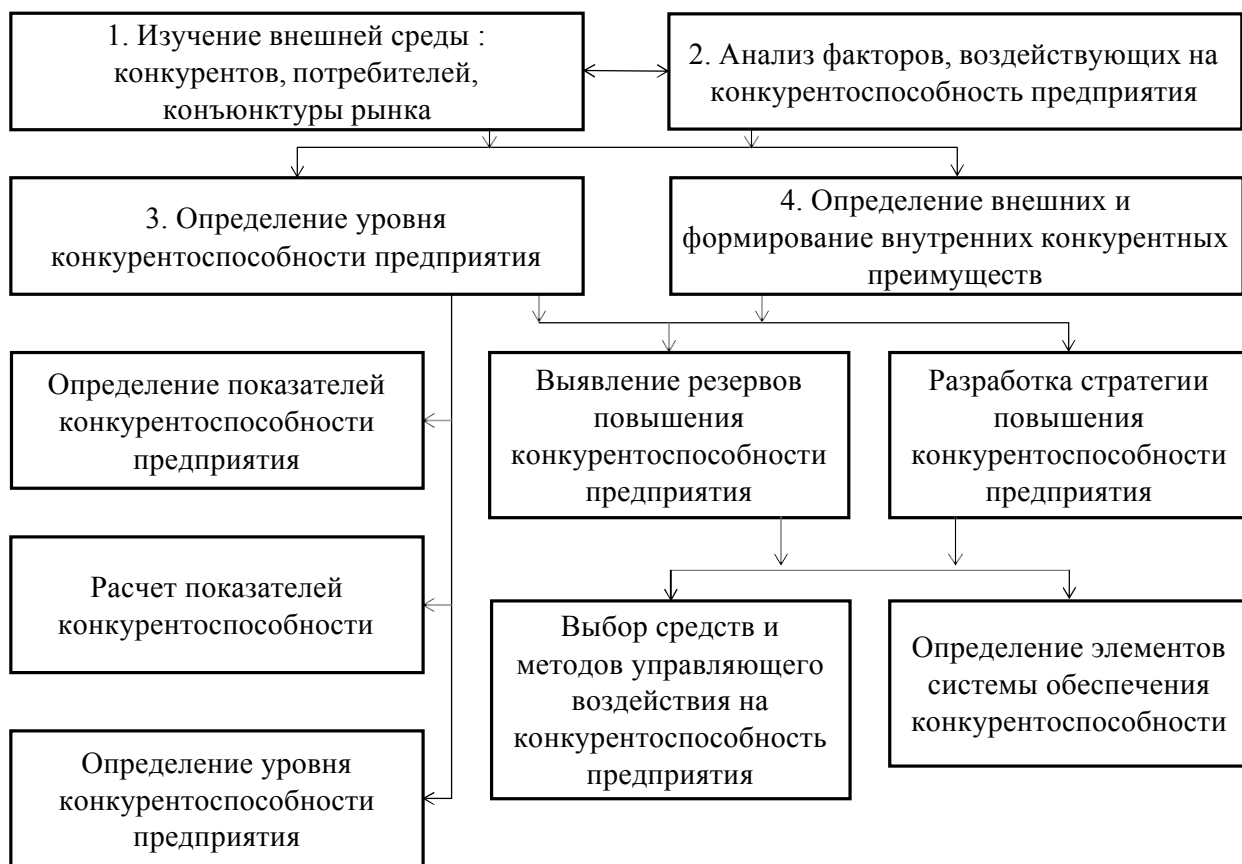 1. Изучение внешней среды :
конкурентов, потребителей,
конъюнктуры рынка
2. Анализ факторов, воздействующих на
конкурентоспособность предприятия
3. Определение уровня
конкурентоспособности предприятия
4. Определение внешних и
формирование внутренних конкурентных
преимуществ
Определение показателей
конкурентоспособности
предприятия
Выявление резервов
повышения
конкурентоспособности
предприятия
Разработка стратегии
повышения
конкурентоспособности
предприятия
Расчет показателей
конкурентоспособности
Выбор средств и
методов управляющего
воздействия на
конкурентоспособность
предприятия
Определение элементов
системы обеспечения
конкурентоспособности
Определение уровня
конкурентоспособности
предприятия